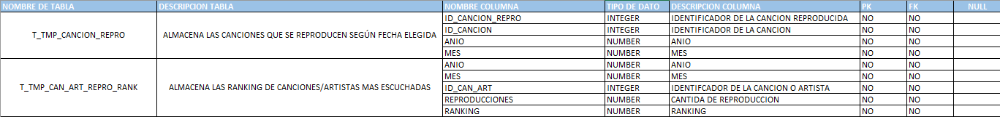 NOMBRE DE TABLA DESCRIPCION TABLA NOMBRE COLUMNA TIPO DE DATO DESCRIPCION COLUMNA PK FK NULL
T_TMP_CANCION_REPRO ALMACENA LAS CANCIONES QUE SE REPRODUCEN SEGÚN FECHA ELEGIDA
ID_CANCION_REPRO INTEGER IDENTIFICADOR DE LA CANCION REPRODUCIDA NO NO
ID_CANCION INTEGER IDENTIFICADOR DE LA CANCION NO NO
ANIO NUMBER ANIO NO NO
MES NUMBER MES NO NO
T_TMP_CAN_ART_REPRO_RANK ALMACENA LAS RANKING DE CANCIONES/ARTISTAS MAS ESCUCHADAS
ANIO NUMBER ANIO NO NO
MES NUMBER MES NO NO
ID_CAN_ART INTEGER IDENTIFCADOR DE LA CANCION O ARTISTA NO NO
REPRODUCCIONES NUMBER CANTIDA DE REPRODUCCION NO NO
RANKING NUMBER RANKING NO NO